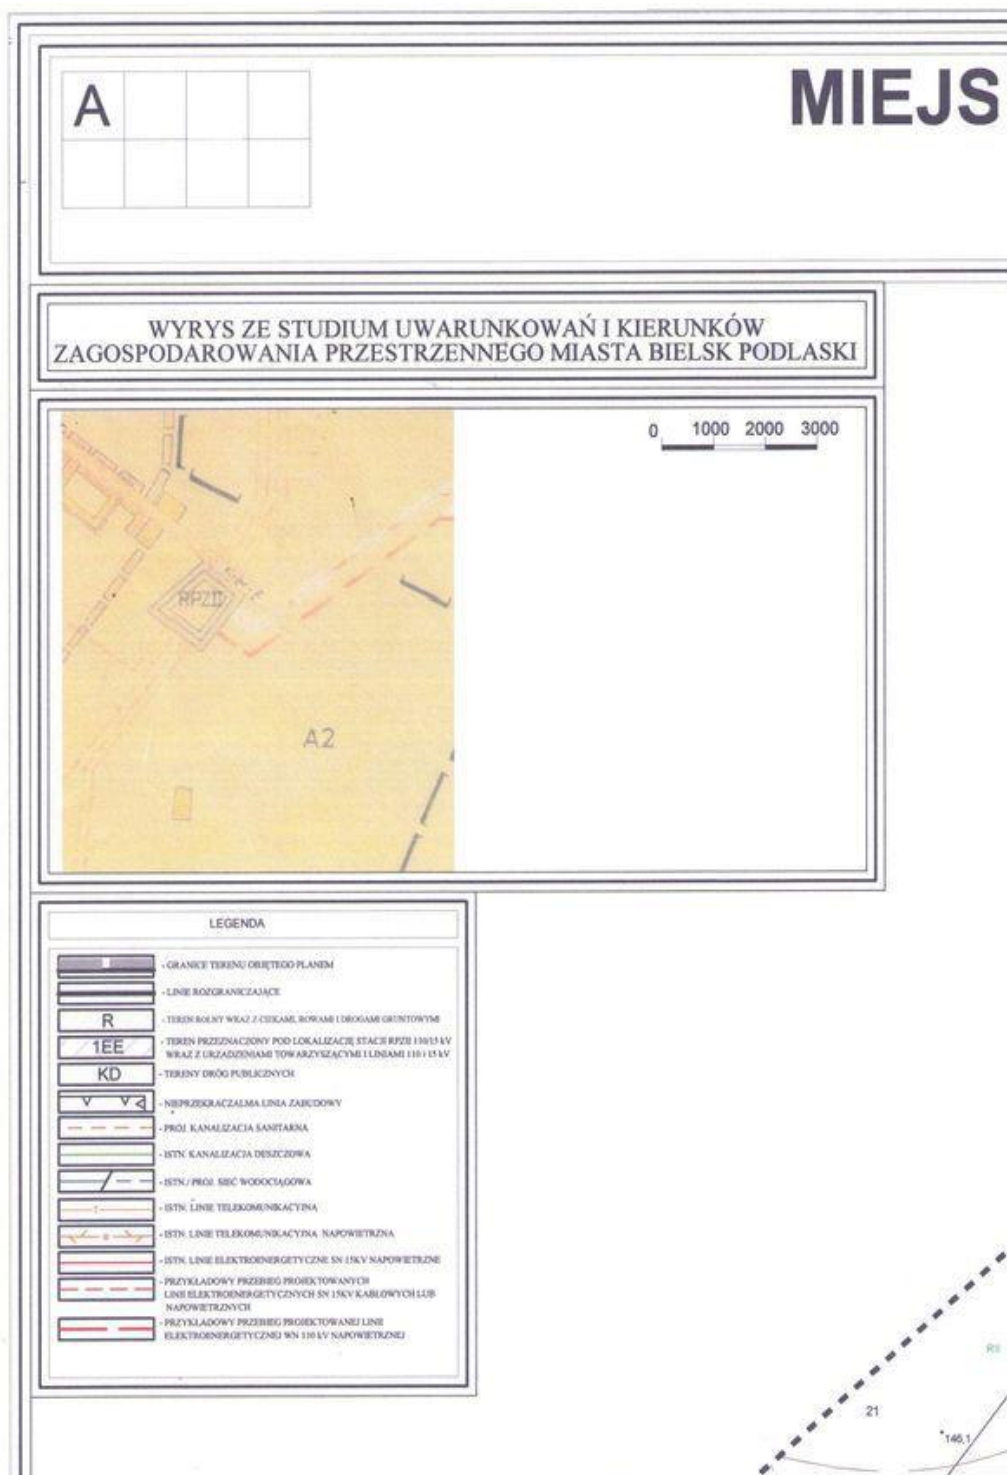 A
MIEJS
WYRYS ZE STUDIUM UWARUNKOWAŃ I KIERUNKÓW
ZAGOSPODAROWANIA PRZESTRZENNEGO MIASTA BIELSK PODLASKI
0 1000 2000 3000
RPZII
A2
LEGENDA
- GRANICE TERENU OBJĘTEGO PLANEM
- LINIE ROZGRANICZAJĄCE
R - TEREN ROLNY WRAZ Z CIEKAMI, ROWAMI I DROGAMI GRUNTOWYMI
1EE - TEREN PRZEZNACZONY POD LOKALIZACJĘ STACJI RPZII 110/15 kV
WRAZ Z URZĄDZENIAMI TOWARZYSZĄCYMI I LINIAMI 110 i 15 kV
KD - TERENY DRÓG PUBLICZNYCH
- NIEPRZEKRACZALMA LINIA ZABUDOWY
- PROJ. KANALIZACJA SANITARNA
- ISTN. KANALIZACJA DESZCZOWA
- ISTN./ PROJ. SIEĆ WODOCIĄGOWA
- ISTN. LINIE TELEKOMUNIKACYJNA
- ISTN. LINIE TELEKOMUNIKACYJNA NAPOWIETRZNA
- ISTN. LINIE ELEKTROENERGETYCZNE SN 15KV NAPOWIETRZNE
- PRZYKŁADOWY PRZEBIEG PROJEKTOWANYCH
LINII ELEKTROENERGETYCZNYCH SN 15KV KABLOWYCH LUB
NAPOWIETRZNYCH
- PRZYKŁADOWY PRZEBIEG PROJEKTOWANEJ LINII
ELEKTROENERGETYCZNEJ WN 110 kV NAPOWIETRZNEJ
RII
21
146,1